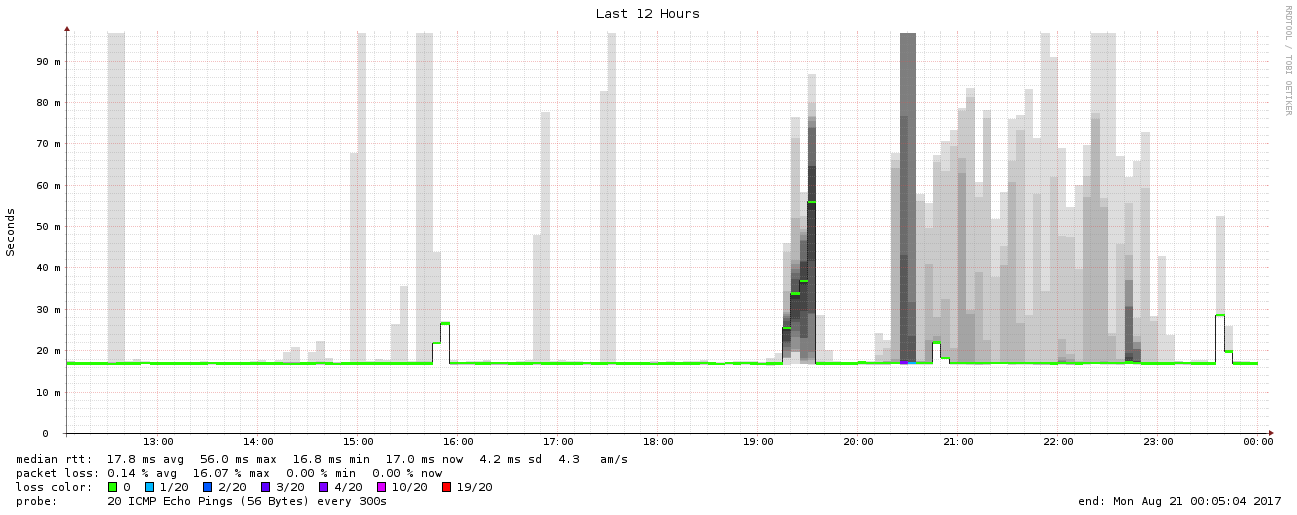 Last 12 Hours
RRDTOOL / TOBI OETIKER
Seconds
90 m
80 m
70 m
60 m
50 m
40 m
30 m
20 m
10 m
0
13:00 14:00 15:00 16:00 17:00 18:00 19:00 20:00 21:00 22:00 23:00 00:00
median rtt: 17.8 ms avg 56.0 ms max 16.8 ms min 17.0 ms now 4.2 ms sd 4.3 am/s
packet loss: 0.14 % avg 16.07 % max 0.00 % min 0.00 % now
loss color: 0 1/20 2/20 3/20 4/20 10/20 19/20
probe: 20 ICMP Echo Pings (56 Bytes) every 300s end: Mon Aug 21 00:05:04 2017